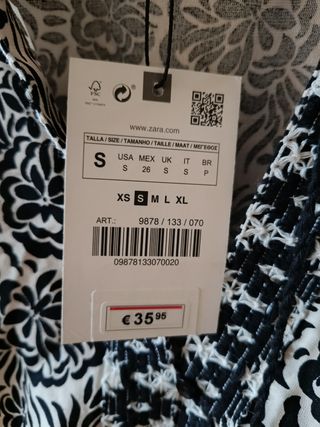 FSC
www.zara.com
TALLA / SIZE / TAMANHO / TAILLE / MAAT / ΜΕΓΕΘΟΣ
S
USA MEX UK IT BR
S 26 S S P
XS S M L XL
ART.: 9878 / 133 / 070
09878133070020
€ 35 95